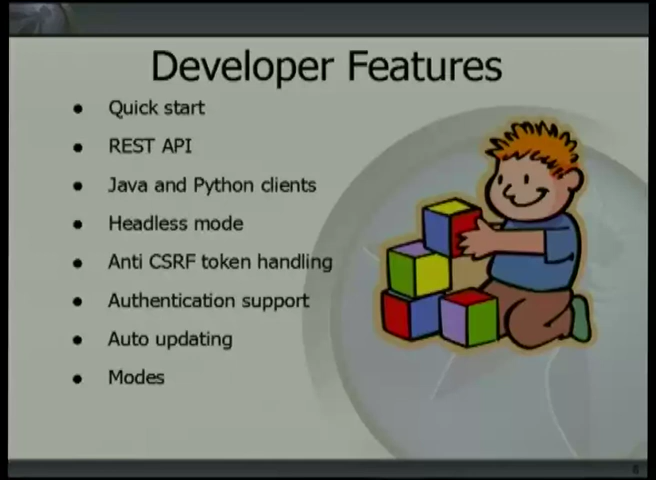 Developer Features
Quick start
REST API
Java and Python clients
Headless mode
Anti CSRF token handling
Authentication support
Auto updating
Modes
8